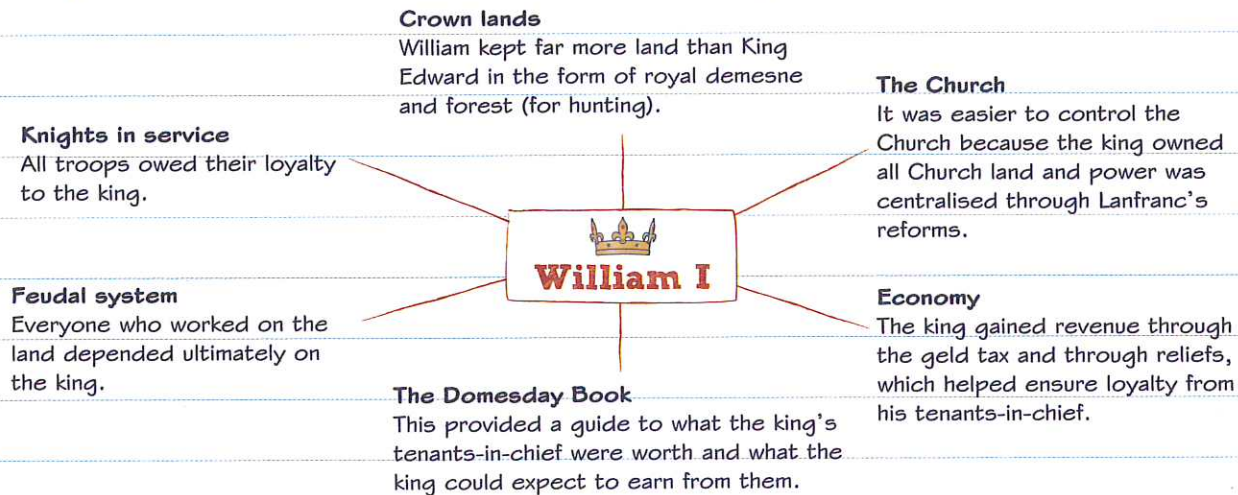 Crown lands
William kept far more land than King
Edward in the form of royal demesne
and forest (for hunting).
The Church
It was easier to control the
Church because the king owned
all Church land and power was
centralised through Lanfranc's
reforms.
Knights in service
All troops owed their loyalty
to the king.
William I
Feudal system
Everyone who worked on the
land depended ultimately on
the king.
Economy
The king gained revenue through
the geld tax and through reliefs,
which helped ensure loyalty from
his tenants-in-chief.
The Domesday Book
This provided a guide to what the king's
tenants-in-chief were worth and what the
king could expect to earn from them.